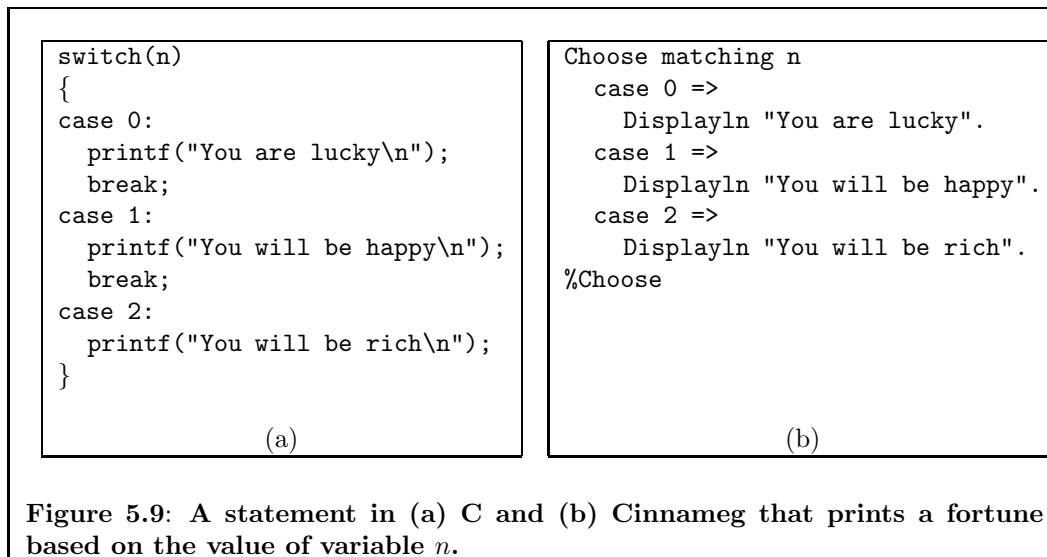 switch(n)
{
case 0:
  printf("You are lucky\n");
  break;
case 1:
  printf("You will be happy\n");
  break;
case 2:
  printf("You will be rich\n");
}
(a)
Choose matching n
  case 0 =>
    Displayln "You are lucky".
  case 1 =>
    Displayln "You will be happy".
  case 2 =>
    Displayln "You will be rich".
%Choose
(b)
Figure 5.9: A statement in (a) C and (b) Cinnameg that prints a fortune
based on the value of variable n.